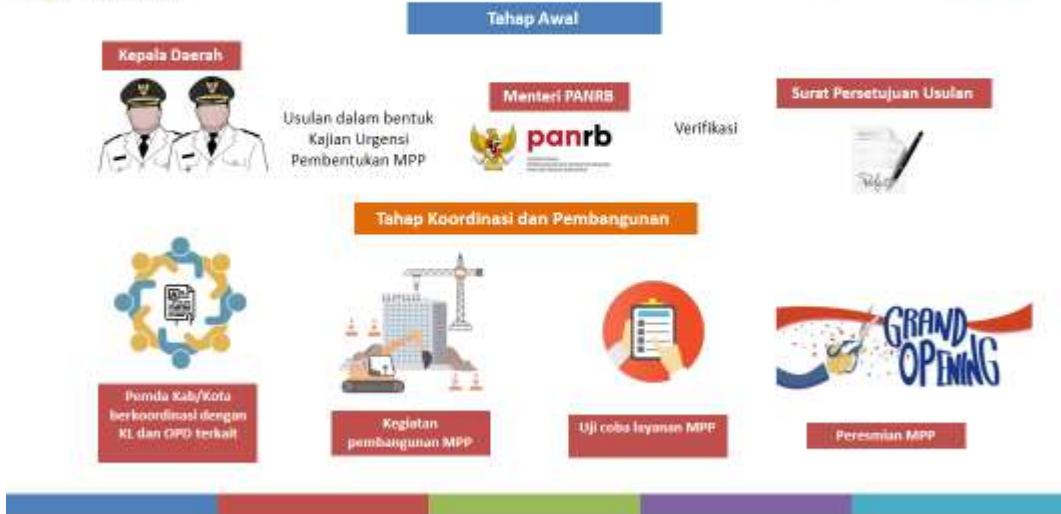 Tahap Awal
Kepala Daerah
Usulan dalam bentuk
Kajian Urgensi
Pembentukan MPP
Menteri PANRB
panrb
Verifikasi
Surat Persetujuan Usulan
Tahap Koordinasi dan Pembangunan
Pemda Kab/Kota
berkoordinasi dengan
KL dan OPD terkait
Kegiatan
pembangunan MPP
Uji coba layanan MPP
GRAND
OPENING
Peresmian MPP